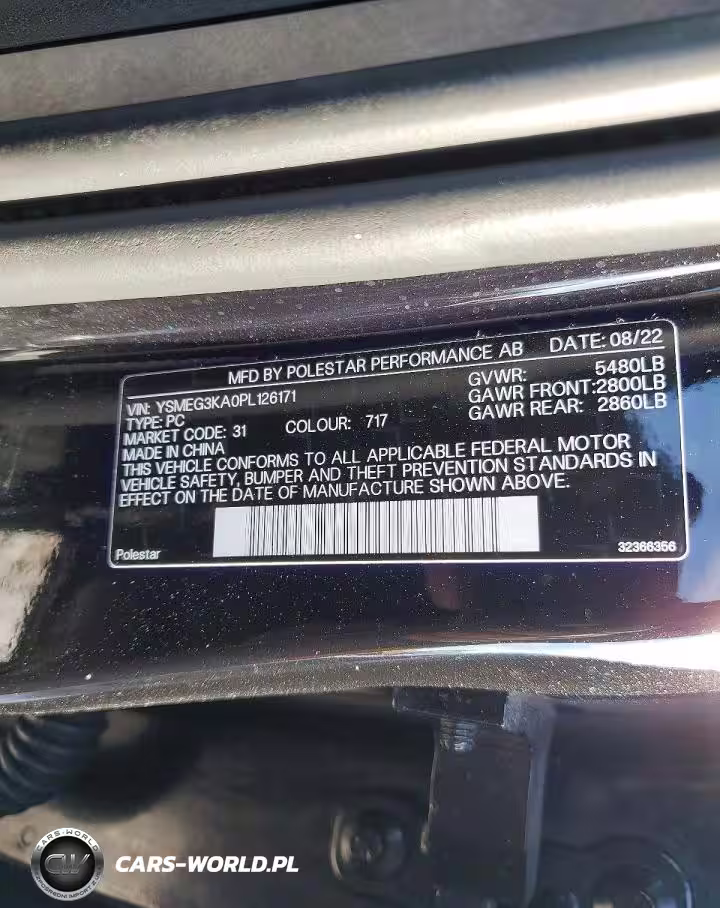 MFD BY POLESTAR PERFORMANCE AB DATE: 08/22
VIN: YSMEG3KA0PL126171
GVWR: 5480LB
TYPE: PC
GAWR FRONT:2800LB
MARKET CODE: 31 COLOUR: 717
GAWR REAR: 2860LB
MADE IN CHINA
THIS VEHICLE CONFORMS TO ALL APPLICABLE FEDERAL MOTOR
VEHICLE SAFETY, BUMPER AND THEFT PREVENTION STANDARDS IN
EFFECT ON THE DATE OF MANUFACTURE SHOWN ABOVE.
Polestar 32366356
CARS-WORLD
CW
CARS-WORLD.PL